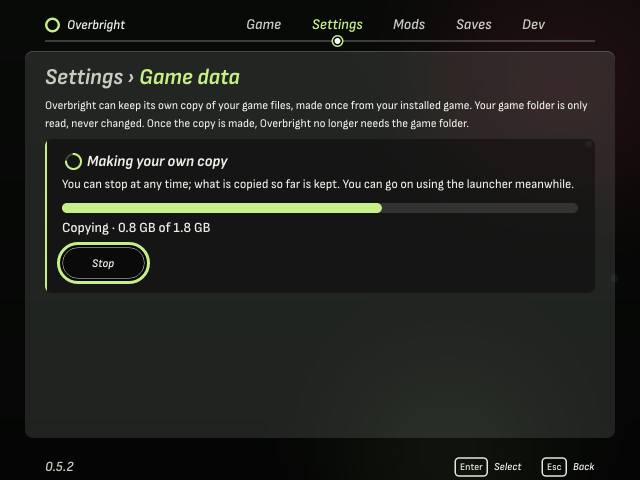 Overbright
Game
Settings
Mods
Saves
Dev
Settings › Game data
Overbright can keep its own copy of your game files, made once from your installed game. Your game folder is only
read, never changed. Once the copy is made, Overbright no longer needs the game folder.
Making your own copy
You can stop at any time; what is copied so far is kept. You can go on using the launcher meanwhile.
Copying · 0.8 GB of 1.8 GB
Stop
0.5.2
Enter Select
Esc Back